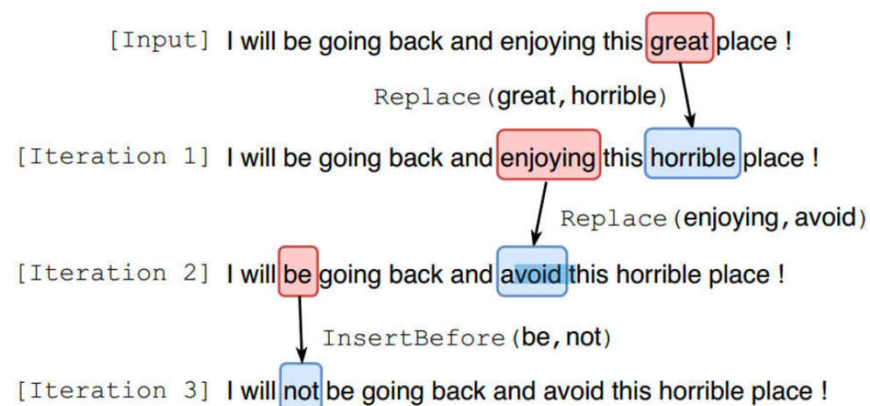 [Input] I will be going back and enjoying this great place !
Replace(great, horrible)
[Iteration 1] I will be going back and enjoying this horrible place !
Replace(enjoying, avoid)
[Iteration 2] I will be going back and avoid this horrible place !
InsertBefore(be, not)
[Iteration 3] I will not be going back and avoid this horrible place !